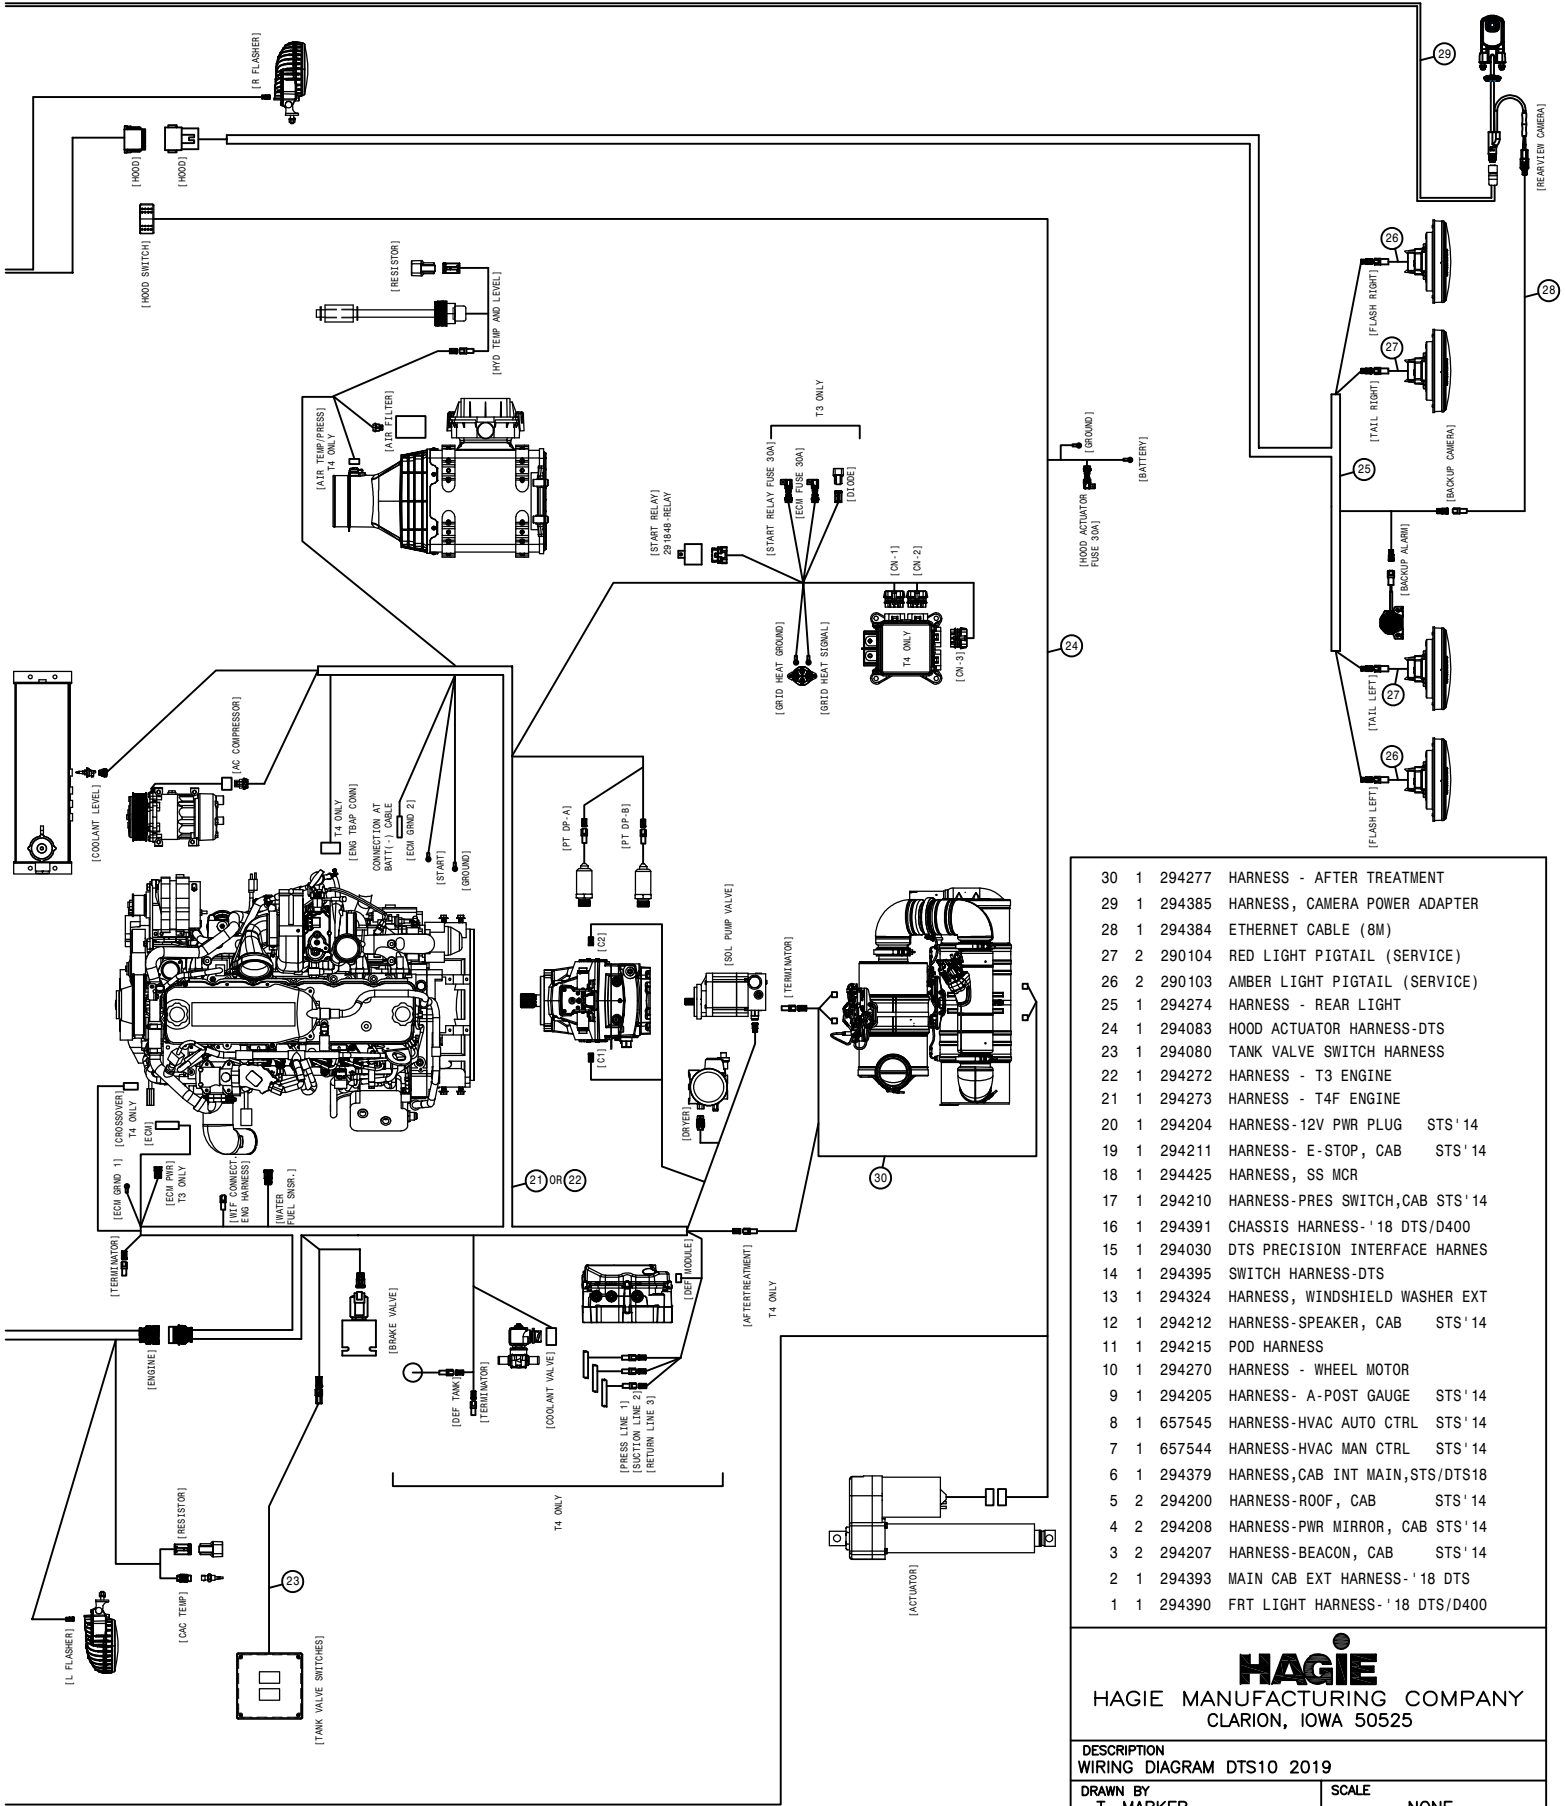 29
[R FLASHER]
[REARVIEW CAMERA]
[HOOD]
[HOOD]
[HOOD SWITCH]
26
[FLASH RIGHT]
28
[RESISTOR]
[HYD TEMP AND LEVEL]
27
[TAIL RIGHT]
[AIR TEMP/PRESS]
T4 ONLY
[AIR FILTER]
T3 ONLY
[START RELAY FUSE 30A]
[ECM FUSE 30A]
[DIODE]
[GROUND]
[BATTERY]
[HOOD ACTUATOR
FUSE 30A]
25
[BACKUP CAMERA]
[START RELAY]
291848-RELAY
[CN-1]
[CN-2]
[BACKUP ALARM]
[GRID HEAT GROUND]
[GRID HEAT SIGNAL]
T4 ONLY
[CN-3]
24
27
[TAIL LEFT]
26
[FLASH LEFT]
[COOLANT LEVEL]
[AC COMPRESSOR]
T4 ONLY
[ENG TBAP CONN]
CONNECTION AT
BATT(-) CABLE
[ECM GRND 2]
[START]
[GROUND]
[PT DP-A]
[PT DP-B]
[C2]
[C1]
[SOL PUMP VALVE]
[TERMINATOR]
[DRYER]
30
[CROSSOVER]
T4 ONLY
[ECM]
[ECM GRND 1]
[ECM PWR]
T3 ONLY
[WIF CONNECT.
ENG HARNESS]
[WATER
FUEL SNSR.]
21 OR 22
[TERMINATOR]
[ENGINE]
[BRAKE VALVE]
[DEF MODULE]
[AFTERTREATMENT]
T4 ONLY
[DEF TANK]
[TERMINATOR]
[COOLANT VALVE]
[PRESS LINE 1]
[SUCTION LINE 2]
[RETURN LINE 3]
T4 ONLY
[RESISTOR]
[CAC TEMP]
[L FLASHER]
23
[TANK VALVE SWITCHES]
[ACTUATOR]
30 1 294277 HARNESS - AFTER TREATMENT
29 1 294385 HARNESS, CAMERA POWER ADAPTER
28 1 294384 ETHERNET CABLE (8M)
27 2 290104 RED LIGHT PIGTAIL (SERVICE)
26 2 290103 AMBER LIGHT PIGTAIL (SERVICE)
25 1 294274 HARNESS - REAR LIGHT
24 1 294083 HOOD ACTUATOR HARNESS-DTS
23 1 294080 TANK VALVE SWITCH HARNESS
22 1 294272 HARNESS - T3 ENGINE
21 1 294273 HARNESS - T4F ENGINE
20 1 294204 HARNESS-12V PWR PLUG STS'14
19 1 294211 HARNESS- E-STOP, CAB STS'14
18 1 294425 HARNESS, SS MCR
17 1 294210 HARNESS-PRES SWITCH,CAB STS'14
16 1 294391 CHASSIS HARNESS-'18 DTS/D400
15 1 294030 DTS PRECISION INTERFACE HARNES
14 1 294395 SWITCH HARNESS-DTS
13 1 294324 HARNESS, WINDSHIELD WASHER EXT
12 1 294212 HARNESS-SPEAKER, CAB STS'14
11 1 294215 POD HARNESS
10 1 294270 HARNESS - WHEEL MOTOR
9 1 294205 HARNESS- A-POST GAUGE STS'14
8 1 657545 HARNESS-HVAC AUTO CTRL STS'14
7 1 657544 HARNESS-HVAC MAN CTRL STS'14
6 1 294379 HARNESS,CAB INT MAIN,STS/DTS18
5 2 294200 HARNESS-ROOF, CAB STS'14
4 2 294208 HARNESS-PWR MIRROR, CAB STS'14
3 2 294207 HARNESS-BEACON, CAB STS'14
2 1 294393 MAIN CAB EXT HARNESS-'18 DTS
1 1 294390 FRT LIGHT HARNESS-'18 DTS/D400
HAGIE
HAGIE MANUFACTURING COMPANY
CLARION, IOWA 50525
DESCRIPTION
WIRING DIAGRAM DTS10 2019
DRAWN BY
T. MARKER
SCALE
NONE